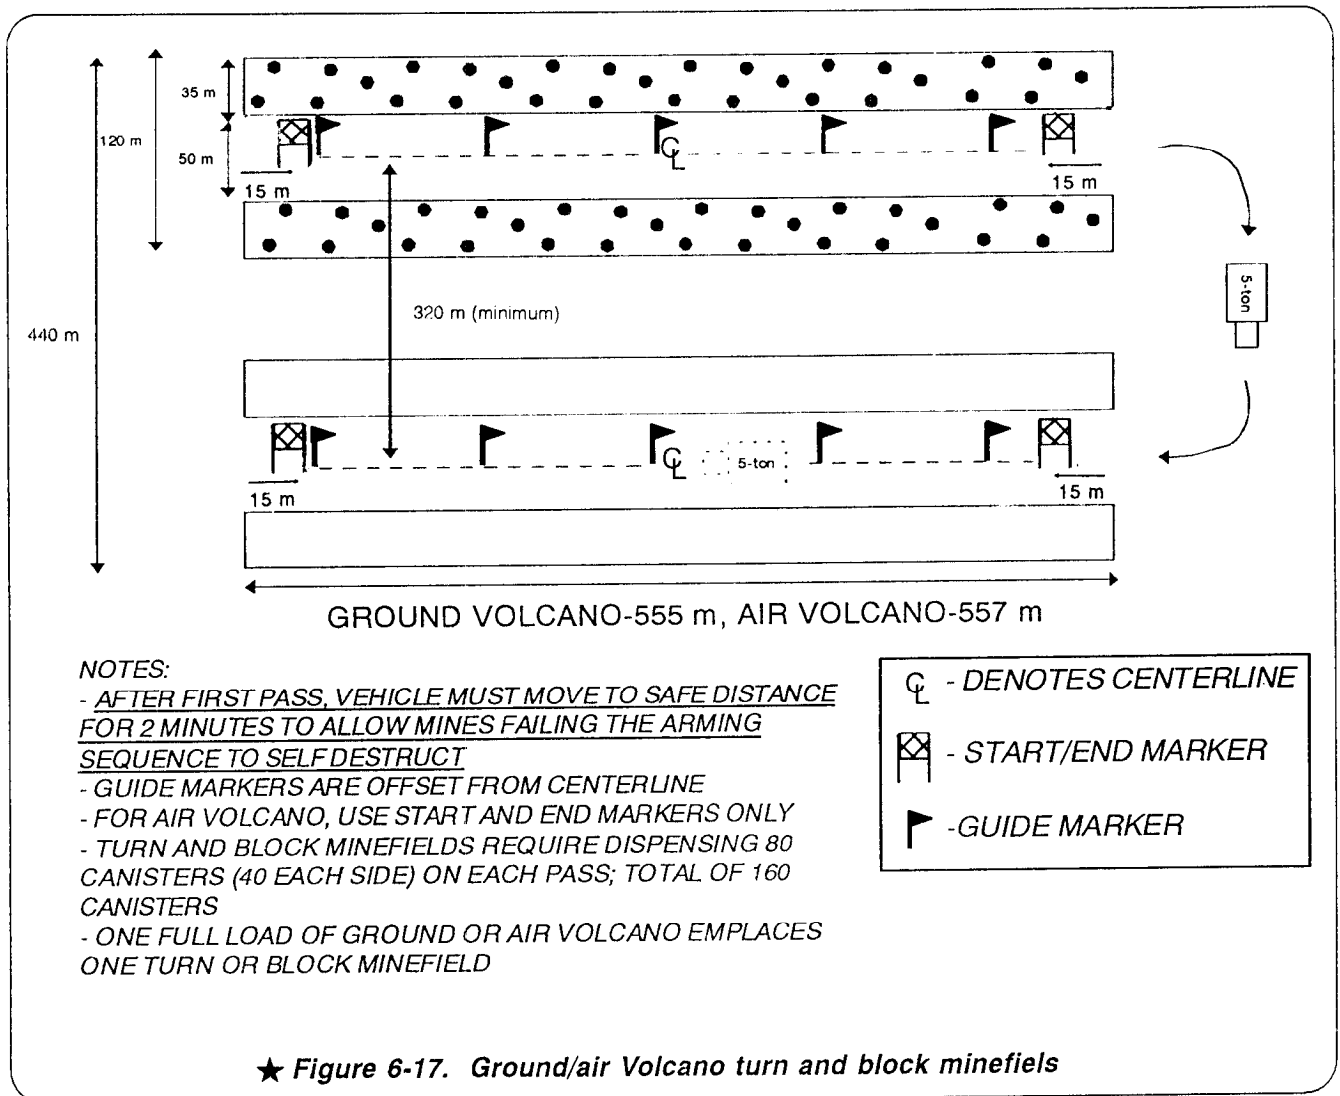 35 m
120 m
50 m
C
L
15 m
15 m
320 m (minimum)
5-ton
440 m
C
L
5-ton
15 m
15 m
GROUND VOLCANO-555 m, AIR VOLCANO-557 m
NOTES:
- AFTER FIRST PASS, VEHICLE MUST MOVE TO SAFE DISTANCE
FOR 2 MINUTES TO ALLOW MINES FAILING THE ARMING
SEQUENCE TO SELF DESTRUCT
- GUIDE MARKERS ARE OFFSET FROM CENTERLINE
- FOR AIR VOLCANO, USE START AND END MARKERS ONLY
- TURN AND BLOCK MINEFIELDS REQUIRE DISPENSING 80
CANISTERS (40 EACH SIDE) ON EACH PASS; TOTAL OF 160
CANISTERS
- ONE FULL LOAD OF GROUND OR AIR VOLCANO EMPLACES
ONE TURN OR BLOCK MINEFIELD
CL - DENOTES CENTERLINE
- START/END MARKER
-GUIDE MARKER
★ Figure 6-17. Ground/air Volcano turn and block minefiels